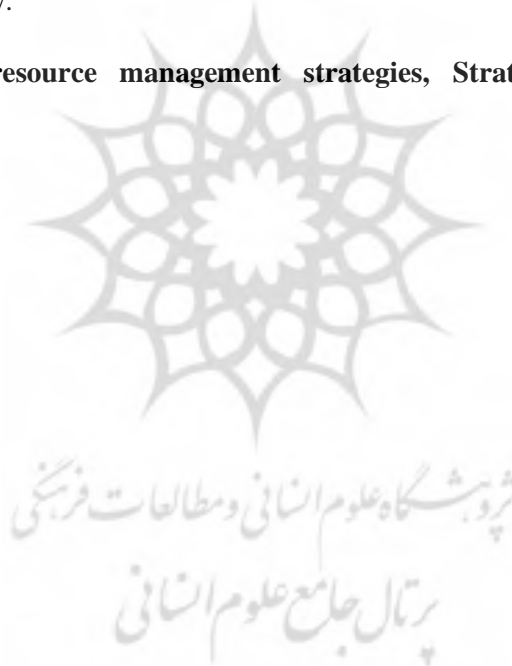 y.
resource management strategies, Strat
پژوهشگاه علوم انسانی و مطالعات فرهنگی
پرتال جامع علوم انسانی